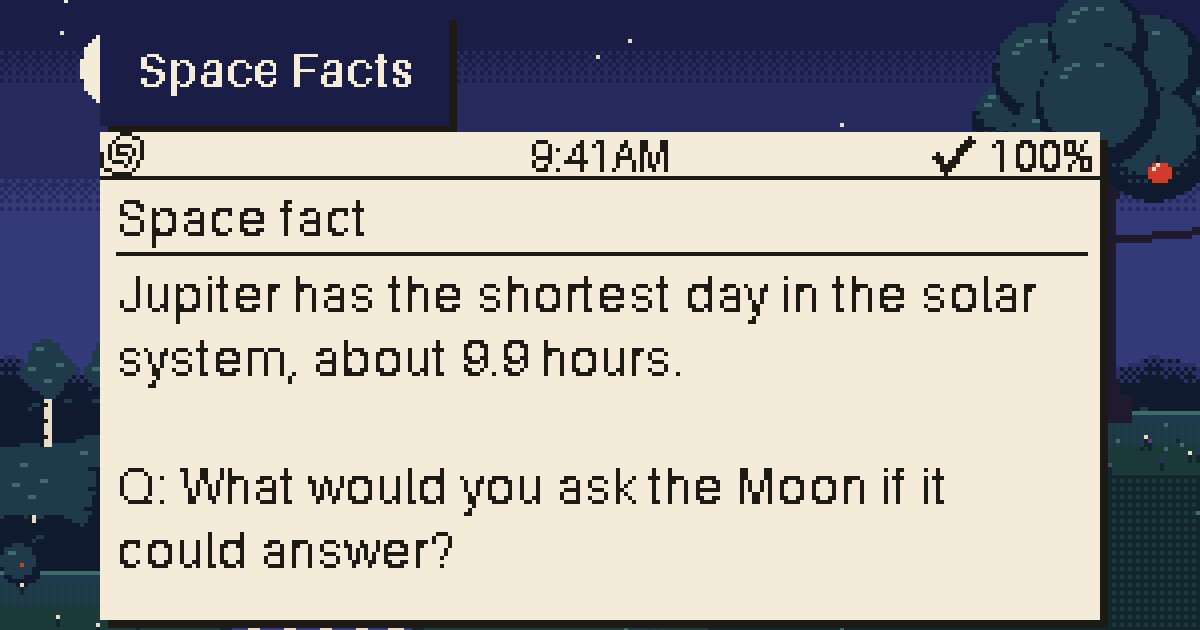 Space Facts
9:41AM 100%
Space fact
Jupiter has the shortest day in the solar
system, about 9.9 hours.
Q: What would you ask the Moon if it
could answer?